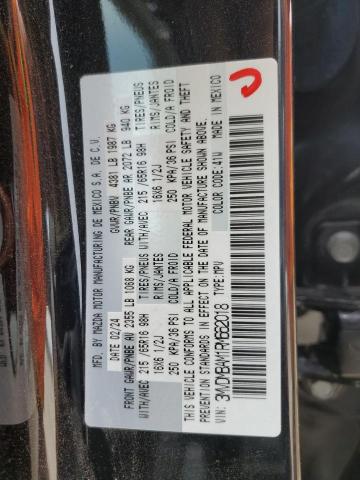 MFD. BY MAZDA MOTOR MANUFACTURING DE MEXICO S.A. DE C.V.
DATE 02/24 GVWR/PNBV 4381 LB 1987 KG
FRONT GAWR/PNBE AV 2355 LB 1068 KG REAR GAWR/PNBE AR 2072 LB 940 KG
WITH/AVEC 215 /65R16 98H TIRES/PNEUS WITH/AVEC 215 /65R16 98H TIRES/PNEUS
16X6 1/2J RIMS/JANTES 16X6 1/2J RIMS/JANTES
250 KPA/36 PSI COLD/A FROID 250 KPA/36 PSI COLD/A FROID
THIS VEHICLE CONFORMS TO ALL APPLICABLE FEDERAL MOTOR VEHICLE SAFETY AND THEFT
PREVENTION STANDARDS IN EFFECT ON THE DATE OF MANUFACTURE SHOWN ABOVE.
VIN: TYPE:MPV COLOR CODE:41W MADE IN MEXICO